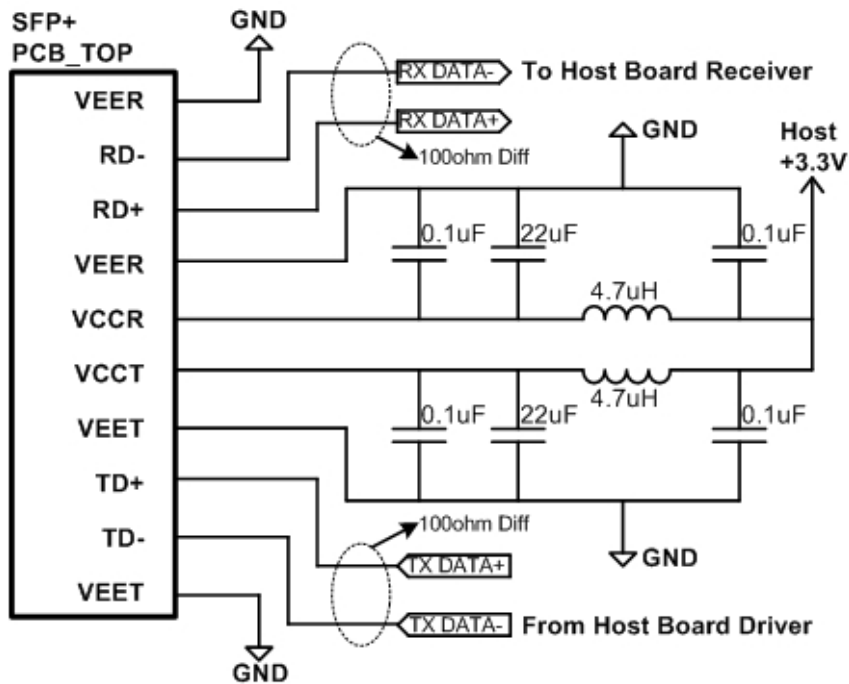 SFP+
PCB_TOP
GND
VEER
RD-
RD+
VEER
VCCR
VCCT
VEET
TD+
TD-
VEET
RX DATA-
To Host Board Receiver
RX DATA+
100ohm Diff
GND
Host
+3.3V
0.1uF
22uF
0.1uF
4.7uH
4.7uH
0.1uF
22uF
0.1uF
100ohm Diff
TX DATA+
GND
TX DATA-
From Host Board Driver
GND